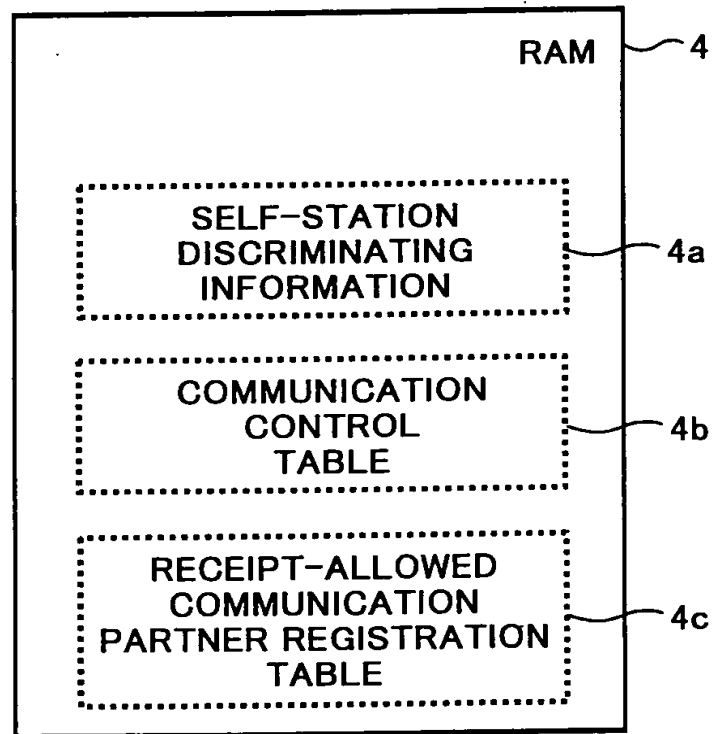 RAM 4
SELF-STATION
DISCRIMINATING
INFORMATION
4a
COMMUNICATION
CONTROL
TABLE
4b
RECEIPT-ALLOWED
COMMUNICATION
PARTNER REGISTRATION
TABLE
4c